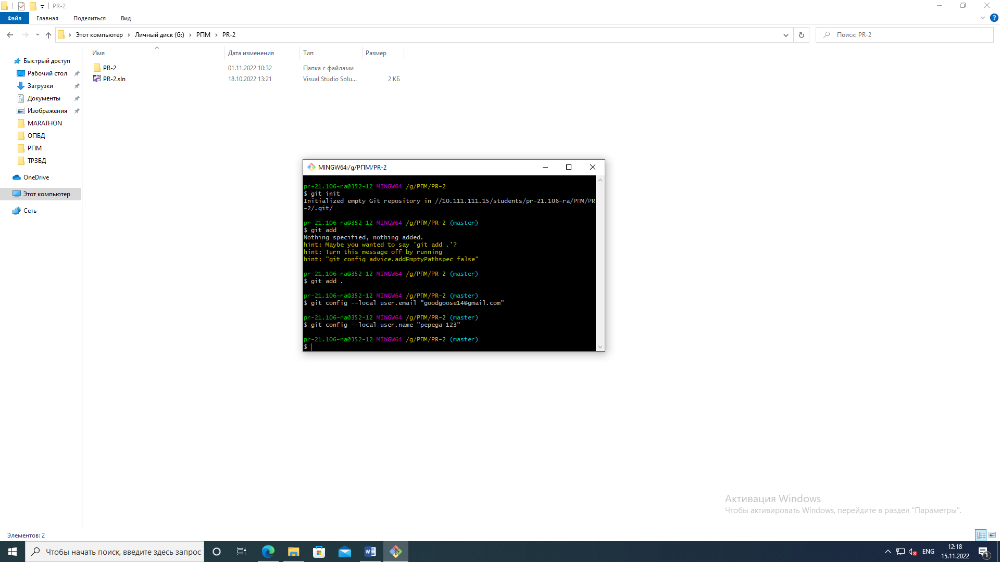 PR-2
Файл
Главная
Поделиться
Вид
Этот компьютер
Личный диск (G:)
РПМ
PR-2
Поиск: PR-2
Имя
Дата изменения
Тип
Размер
PR-2
01.11.2022 10:32
Папка с файлами
PR-2.sln
18.10.2022 13:21
Visual Studio Solu...
2 КБ
Быстрый доступ
Рабочий стол
Загрузки
Документы
Изображения
MARATHON
ОПБД
РПМ
ТРЗБД
OneDrive
Этот компьютер
Сеть
MINGW64:/g/РПМ/PR-2
pr-21.106-ra@352-12 MINGW64 /g/РПМ/PR-2
$ git init
Initialized empty Git repository in //10.111.111.15/students/pr-21.106-ra/РПМ/PR
-2/.git/
pr-21.106-ra@352-12 MINGW64 /g/РПМ/PR-2 (master)
$ git add
Nothing specified, nothing added.
hint: Maybe you wanted to say 'git add .'?
hint: Turn this message off by running
hint: "git config advice.addEmptyPathspec false"
pr-21.106-ra@352-12 MINGW64 /g/РПМ/PR-2 (master)
$ git add .
pr-21.106-ra@352-12 MINGW64 /g/РПМ/PR-2 (master)
$ git config --local user.email "goodgoose14@gmail.com"
pr-21.106-ra@352-12 MINGW64 /g/РПМ/PR-2 (master)
$ git config --local user.name "pepega-123"
pr-21.106-ra@352-12 MINGW64 /g/РПМ/PR-2 (master)
$
Активация Windows
Чтобы активировать Windows, перейдите в раздел "Параметры".
Элементов: 2
Чтобы начать поиск, введите здесь запрос
ENG
12:18
15.11.2022
1